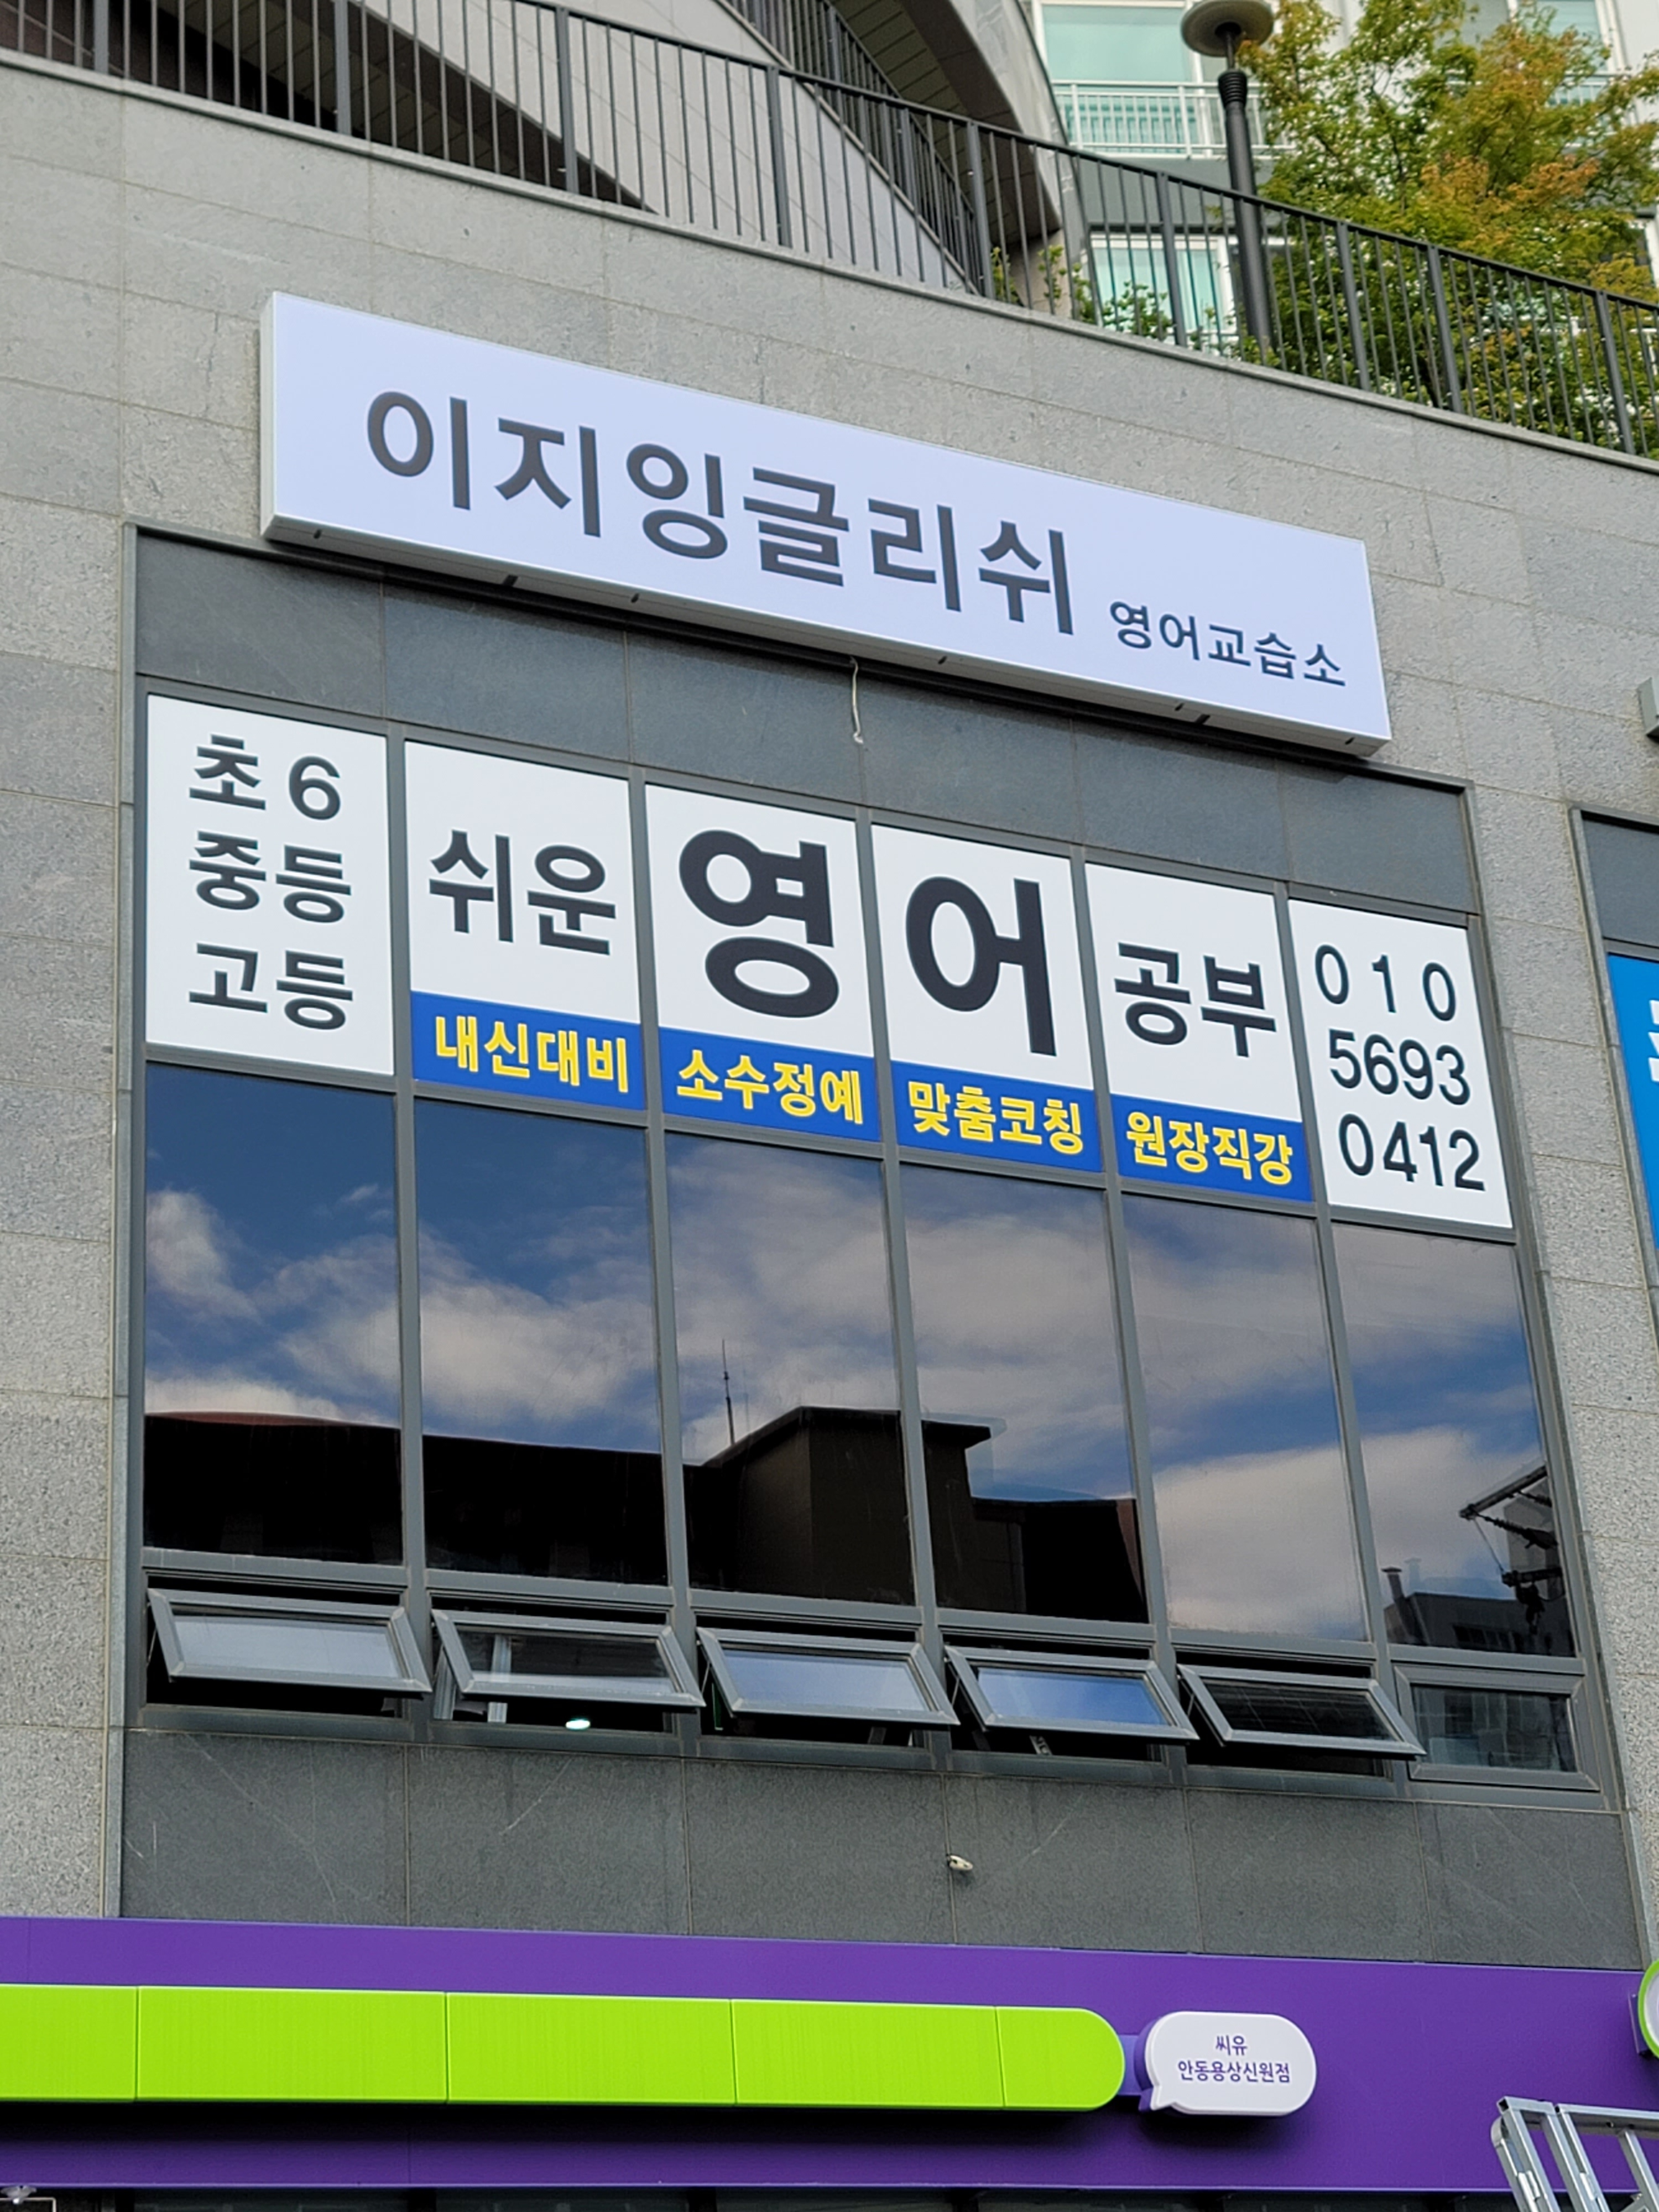 이지잉글리쉬 영어교습소
초6
중등
고등
쉬운 영어 공부
내신대비 소수정예 맞춤코칭 원장직강
010
5693
0412
씨유
안동용상신원점